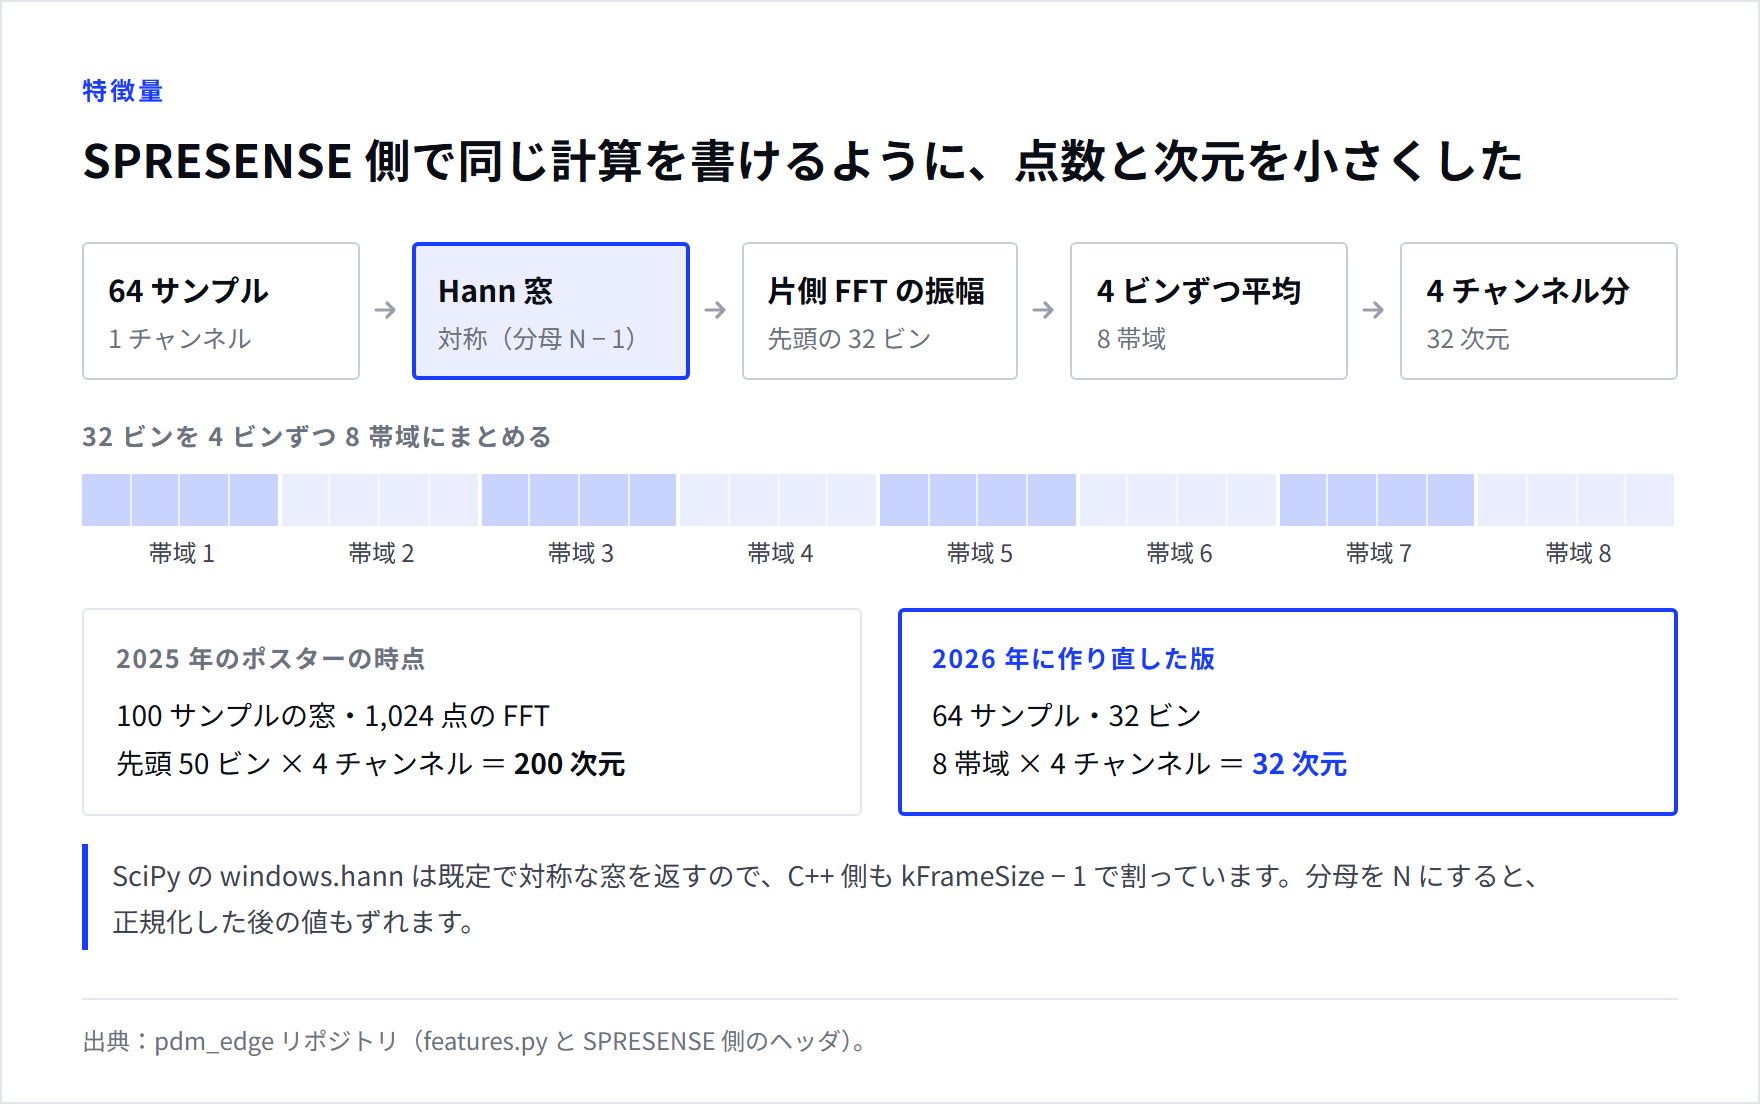 特徴量
SPRESENSE 側で同じ計算を書けるように、点数と次元を小さくした
64 サンプル
1 チャンネル
→
Hann 窓
対称（分母 N − 1）
→
片側 FFT の振幅
先頭の 32 ビン
→
4 ビンずつ平均
8 帯域
→
4 チャンネル分
32 次元
32 ビンを 4 ビンずつ 8 帯域にまとめる
帯域 1
帯域 2
帯域 3
帯域 4
帯域 5
帯域 6
帯域 7
帯域 8
2025 年のポスターの時点
100 サンプルの窓・1,024 点の FFT
先頭 50 ビン × 4 チャンネル ＝ 200 次元
2026 年に作り直した版
64 サンプル・32 ビン
8 帯域 × 4 チャンネル ＝ 32 次元
SciPy の windows.hann は既定で対称な窓を返すので、C++ 側も kFrameSize − 1 で割っています。分母を N にすると、
正規化した後の値もずれます。
出典：pdm_edge リポジトリ（features.py と SPRESENSE 側のヘッダ）。